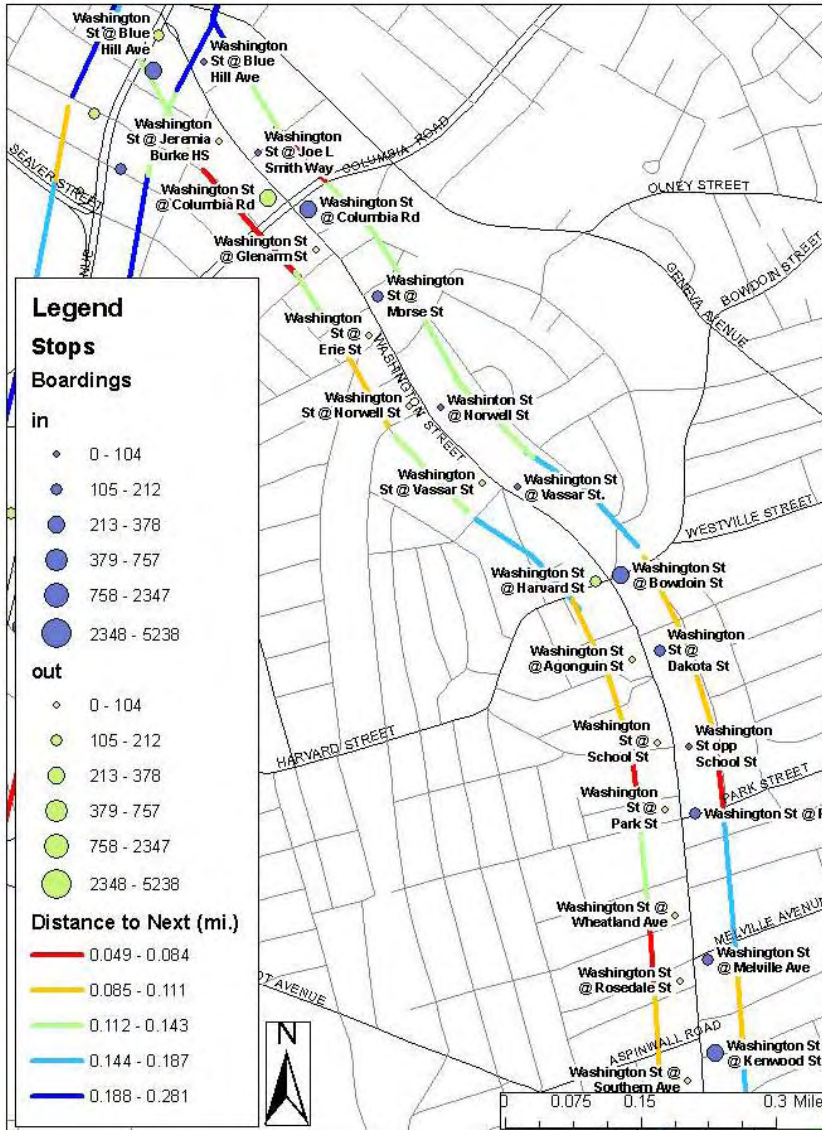 Washington
St @ Blue
Hill Ave
Washington
St @ Blue
Hill Ave
Washington
St @ Jeremia
Burke HS
Washington
St @ Joe L
Smith Way
COLUMBIA ROAD
SEAVER STREET
Washington St
@ Columbia Rd
Washington St
@ Columbia Rd
OLNEY STREET
Washington St
@ Glenarm St
BOWDOIN STREET
GENEVA AVENUE
Washington
St @
Morse St
Washington
St @
Erie St
WASHINGTON STREET
Washington
St @ Norwell St
Washinton St
@ Norwell St
Washington
St @ Vassar St
Washington St
@ Vassar St.
WESTVILLE STREET
Washington St
@ Harvard St
Washington St
@ Bowdoin St
Washington St
@ Agonguin St
Washington
St @
Dakota St
HARVARD STREET
Washington
St @
School St
Washington
St opp
School St
PARK STREET
Washington
St @
Park St
Washington St @
Washington St @
Wheatland Ave
MELVILLE AVENUE
Washington St
@ Melville Ave
Washington St
@ Rosedale St
OT AVENUE
ASPINWALL ROAD
Washington St
@ Kenwood St
Washington St @
Southern Ave
Legend
Stops
Boardings
in
0 - 104
105 - 212
213 - 378
379 - 757
758 - 2347
2348 - 5238
out
0 - 104
105 - 212
213 - 378
379 - 757
758 - 2347
2348 - 5238
Distance to Next (mi.)
0.049 - 0.084
0.085 - 0.111
0.112 - 0.143
0.144 - 0.187
0.188 - 0.281
N
0 0.075 0.15 0.3 Mile